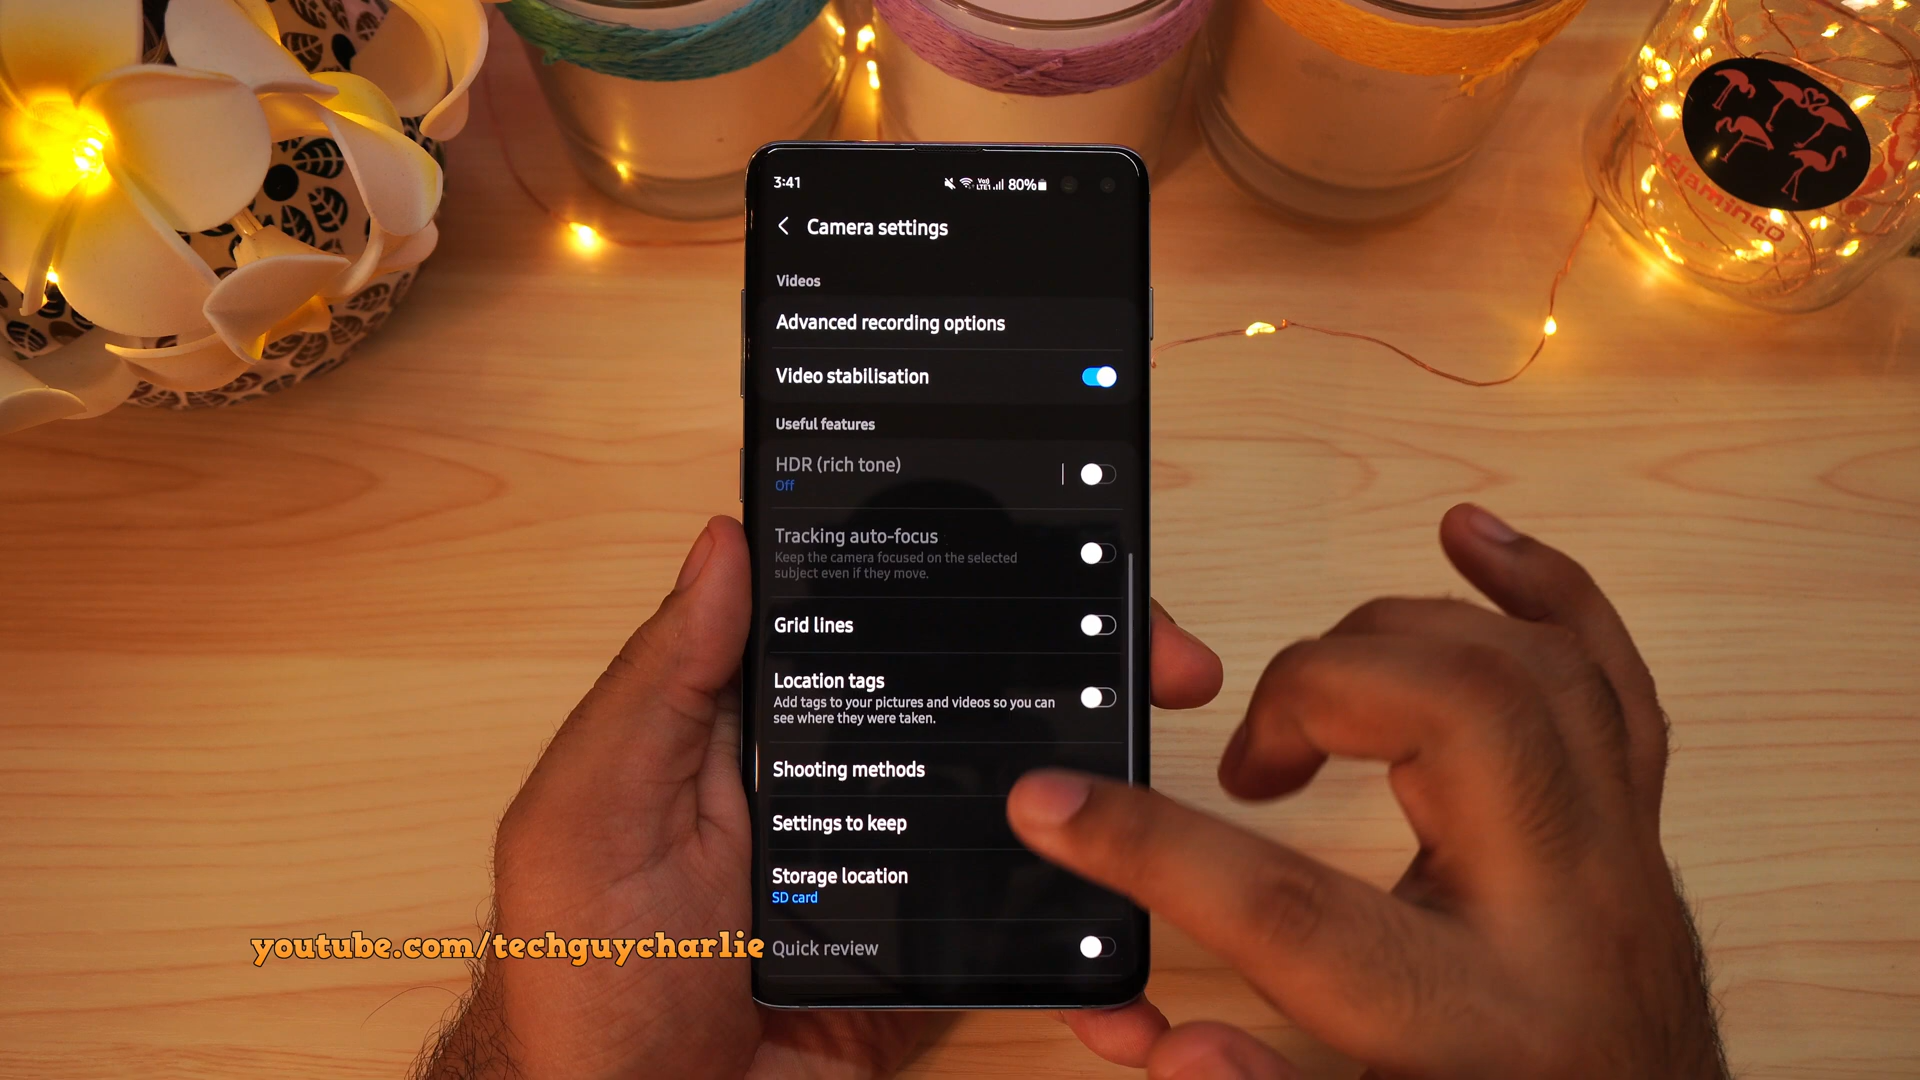 3:41
80%
Camera settings
Videos
Advanced recording options
Video stabilisation
Useful features
HDR (rich tone)
Off
Tracking auto-focus
Keep the camera focused on the selected
subject even if they move.
Grid lines
Location tags
Add tags to your pictures and videos so you can
see where they were taken.
Shooting methods
Settings to keep
Storage location
SD card
Quick review
youtube.com/techguycharlie
FlaminGO